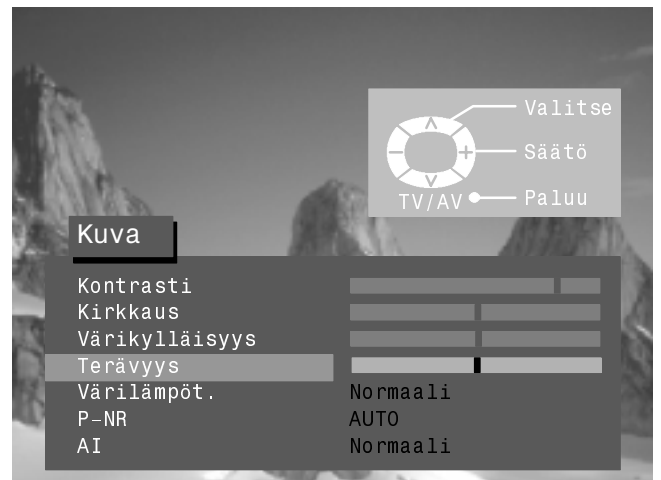 Valitse
Säätö
TV/AV Paluu
Kuva
Kontrasti
Kirkkaus
Värikylläisyys
Terävyys
Värilämpöt. Normaali
P-NR AUTO
AI Normaali